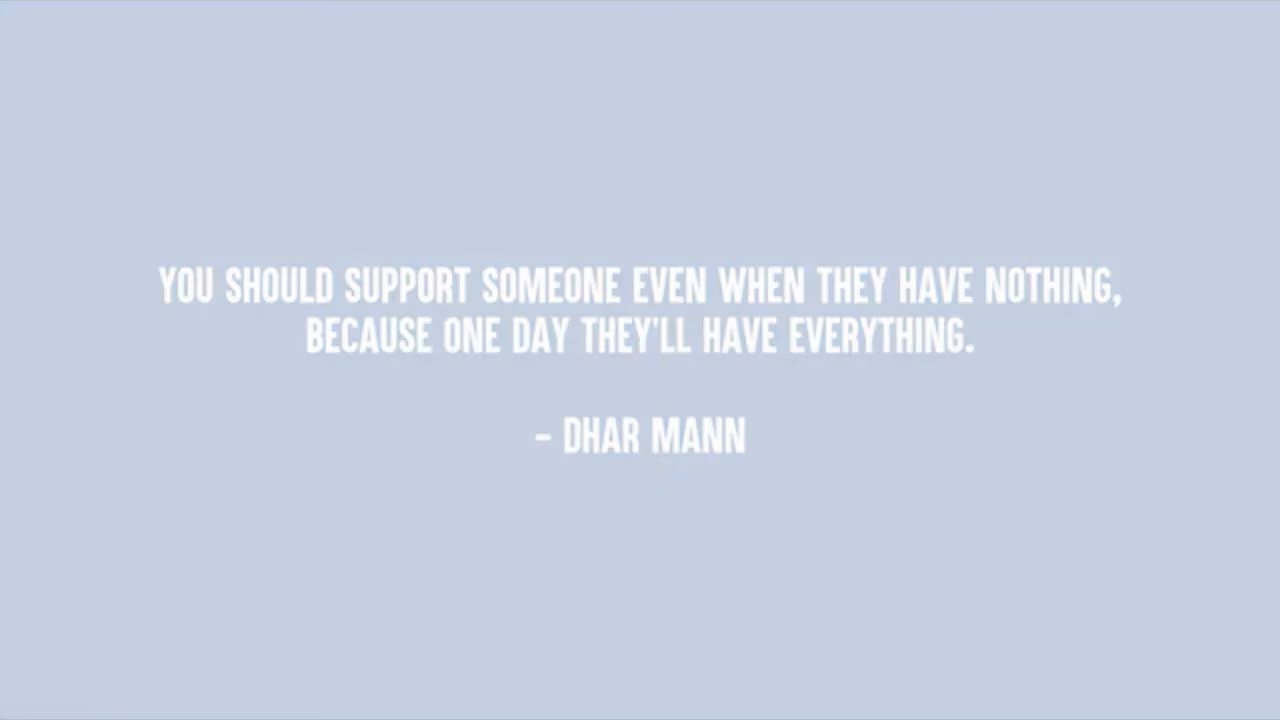 YOU SHOULD SUPPORT SOMEONE EVEN WHEN THEY HAVE NOTHING,
BECAUSE ONE DAY THEY'LL HAVE EVERYTHING.
- DHAR MANN